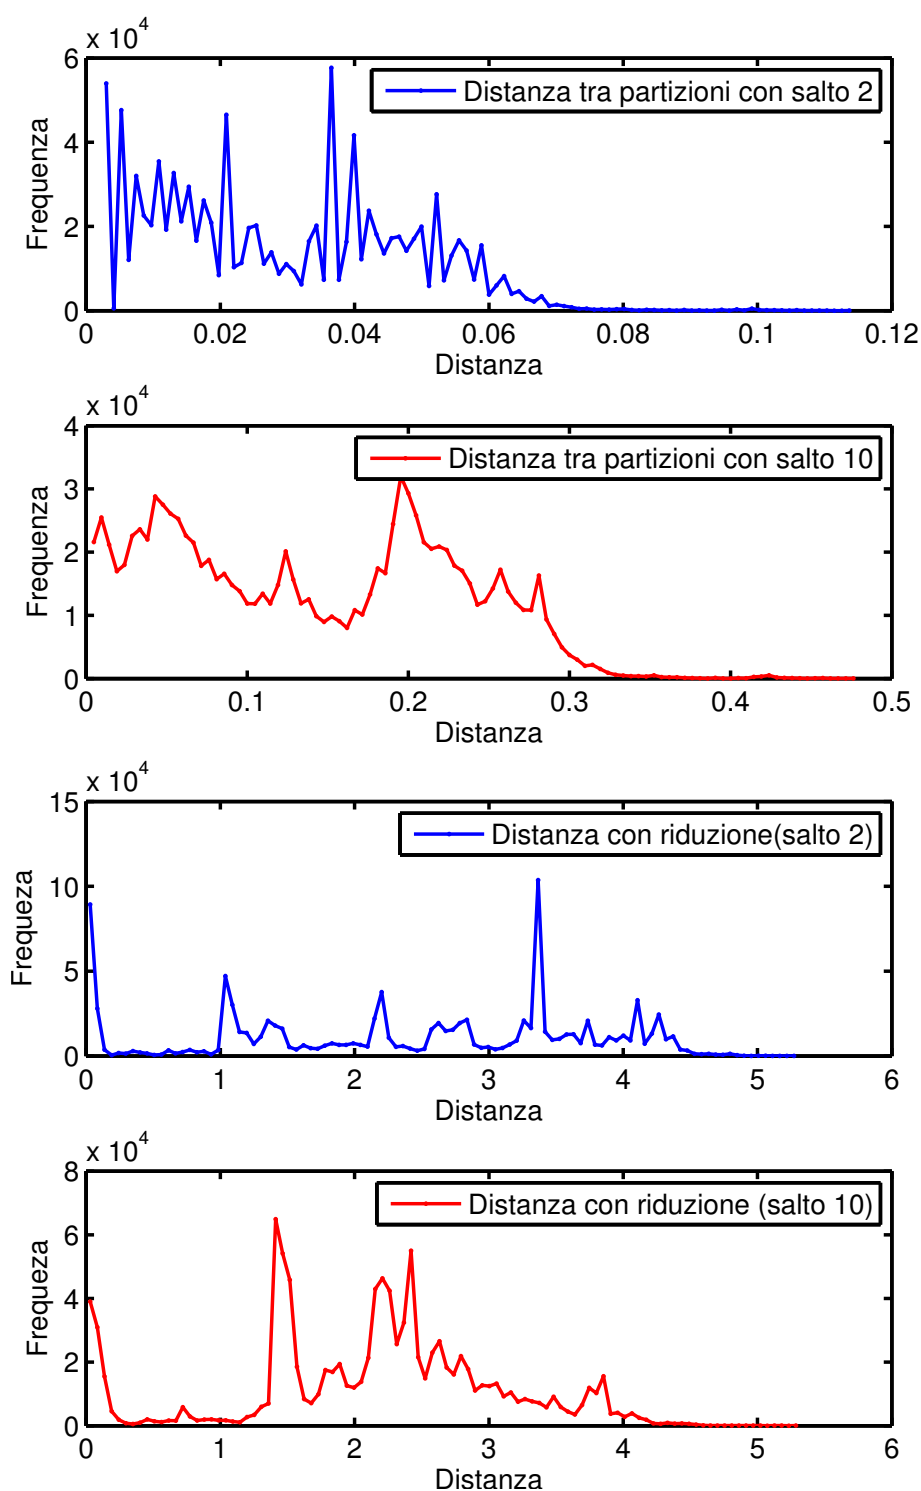 x 10^4
6
4
2
0
Frequenza
Distanza tra partizioni con salto 2
0 0.02 0.04 0.06 0.08 0.1 0.12
Distanza
x 10^4
4
3
2
1
0
Frequenza
Distanza tra partizioni con salto 10
0 0.1 0.2 0.3 0.4 0.5
Distanza
x 10^4
15
10
5
0
Frequeza
Distanza con riduzione(salto 2)
0 1 2 3 4 5 6
Distanza
x 10^4
8
6
4
2
0
Frequeza
Distanza con riduzione (salto 10)
0 1 2 3 4 5 6
Distanza